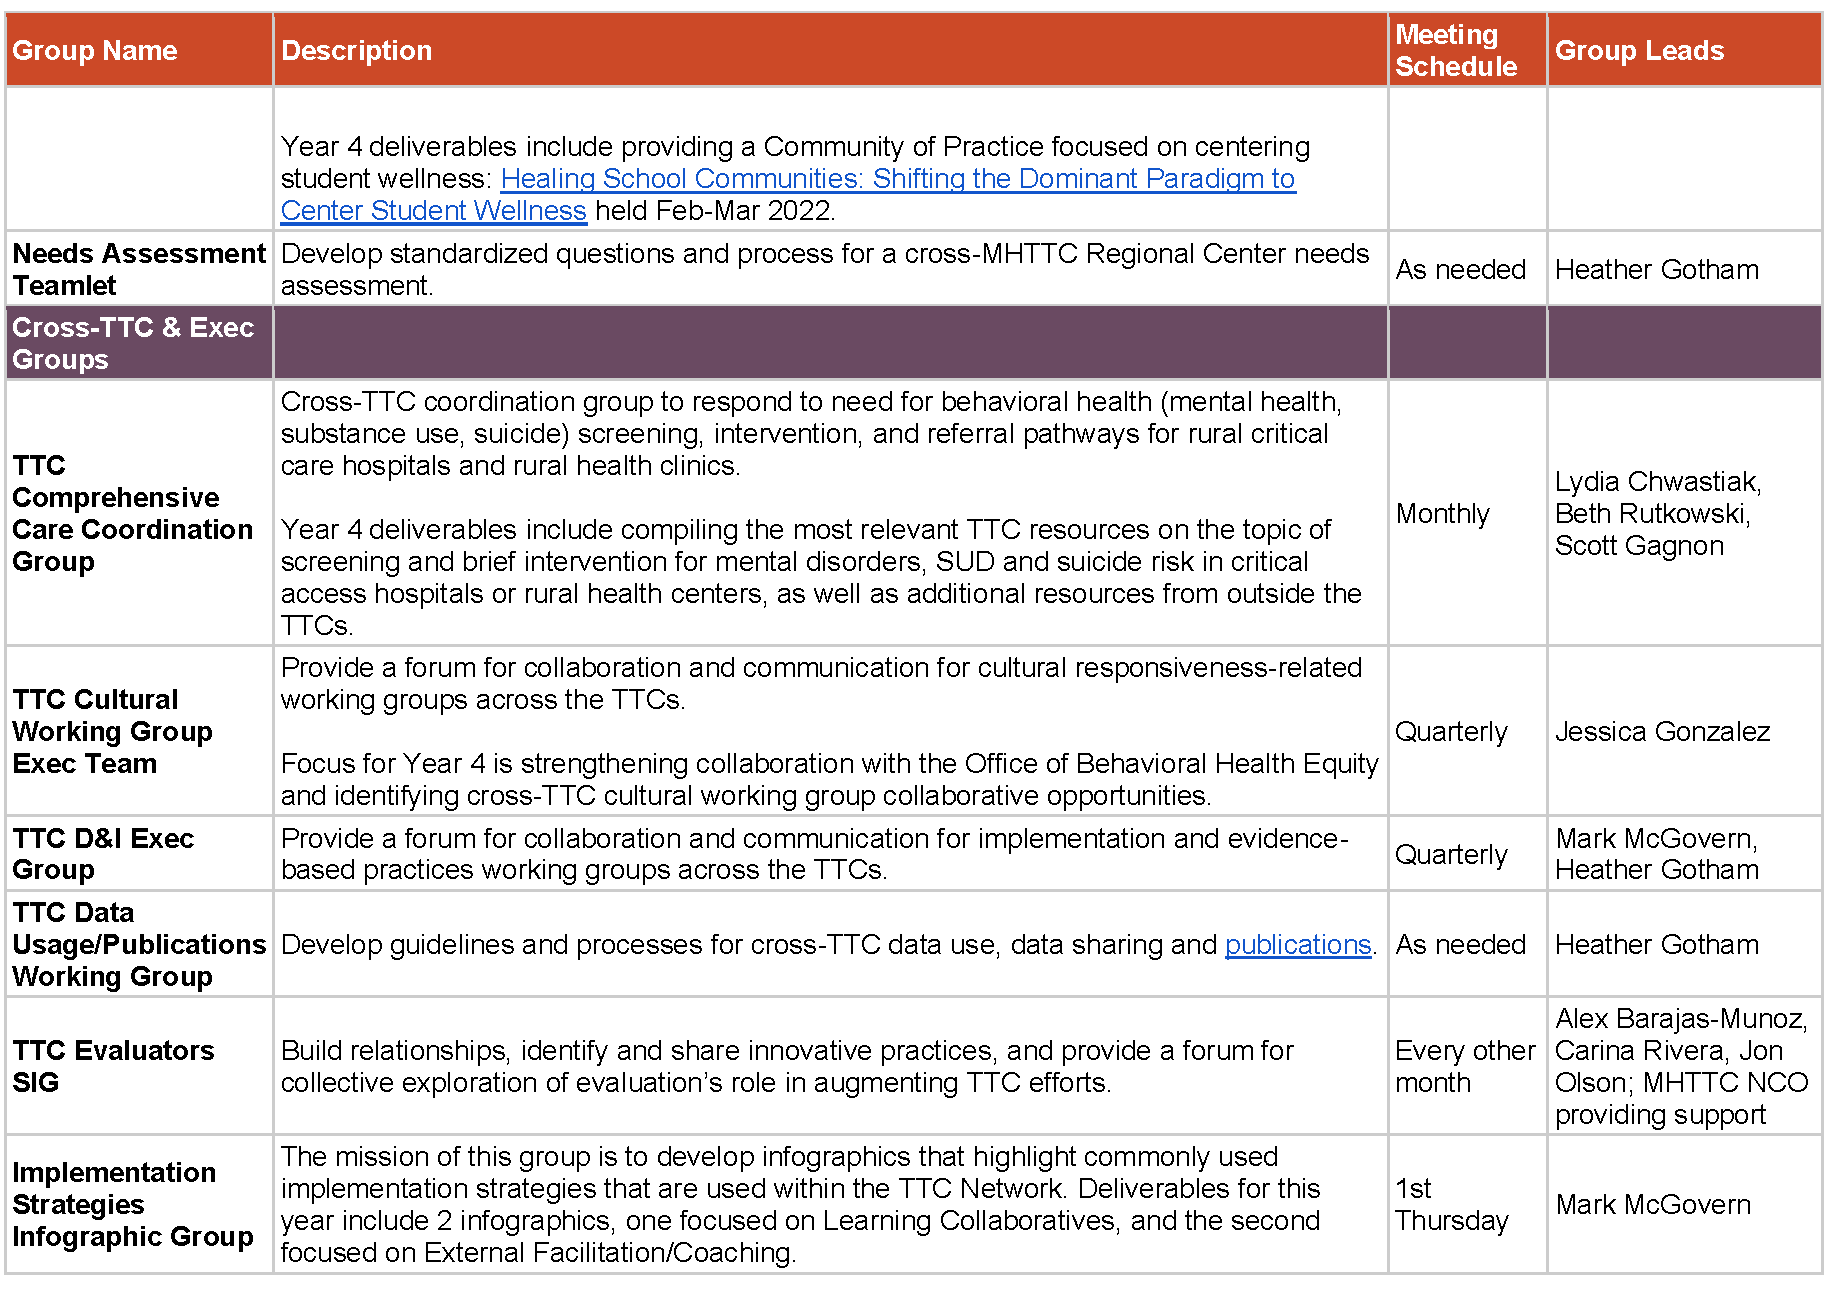 Group Name
Description
Meeting
Schedule
Group Leads
Year 4 deliverables include providing a Community of Practice focused on centering
student wellness: Healing School Communities: Shifting the Dominant Paradigm to
Center Student Wellness held Feb-Mar 2022.
Needs Assessment
Teamlet
Develop standardized questions and process for a cross-MHTTC Regional Center needs
assessment.
As needed
Heather Gotham
Cross-TTC & Exec
Groups
TTC
Comprehensive
Care Coordination
Group
Cross-TTC coordination group to respond to need for behavioral health (mental health,
substance use, suicide) screening, intervention, and referral pathways for rural critical
care hospitals and rural health clinics.
Year 4 deliverables include compiling the most relevant TTC resources on the topic of
screening and brief intervention for mental disorders, SUD and suicide risk in critical
access hospitals or rural health centers, as well as additional resources from outside the
TTCs.
Monthly
Lydia Chwastiak,
Beth Rutkowski,
Scott Gagnon
TTC Cultural
Working Group
Exec Team
Provide a forum for collaboration and communication for cultural responsiveness-related
working groups across the TTCs.
Focus for Year 4 is strengthening collaboration with the Office of Behavioral Health Equity
and identifying cross-TTC cultural working group collaborative opportunities.
Quarterly
Jessica Gonzalez
TTC D&I Exec
Group
Provide a forum for collaboration and communication for implementation and evidence-
based practices working groups across the TTCs.
Quarterly
Mark McGovern,
Heather Gotham
TTC Data
Usage/Publications
Working Group
Develop guidelines and processes for cross-TTC data use, data sharing and publications.
As needed
Heather Gotham
TTC Evaluators
SIG
Build relationships, identify and share innovative practices, and provide a forum for
collective exploration of evaluation's role in augmenting TTC efforts.
Every other
month
Alex Barajas-Munoz,
Carina Rivera, Jon
Olson; MHTTC NCO
providing support
Implementation
Strategies
Infographic Group
The mission of this group is to develop infographics that highlight commonly used
implementation strategies that are used within the TTC Network. Deliverables for this
year include 2 infographics, one focused on Learning Collaboratives, and the second
focused on External Facilitation/Coaching.
1st
Thursday
Mark McGovern